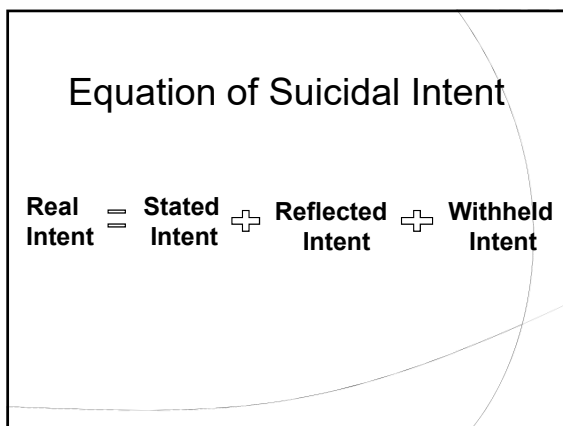 Equation of Suicidal Intent
Real = Stated + Reflected + Withheld
Intent Intent Intent Intent